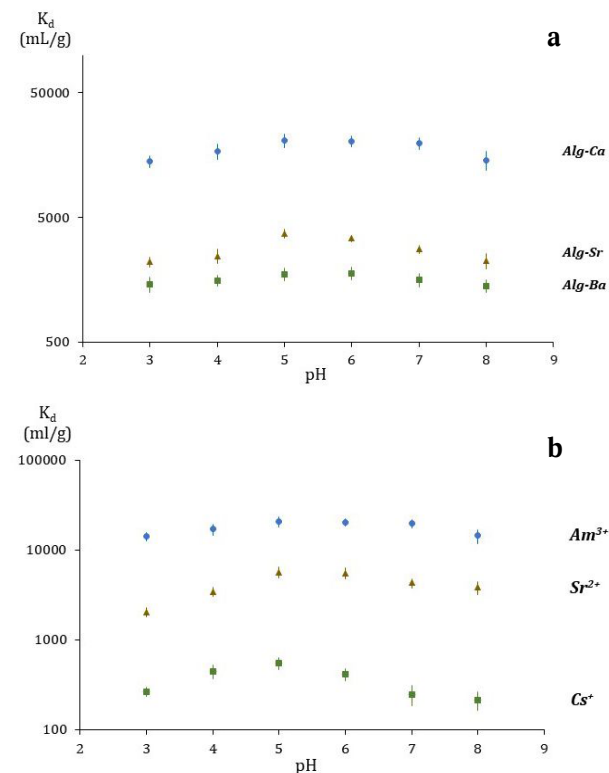 K_d
(mL/g)
a
50000
Alg-Ca
5000
Alg-Sr
Alg-Ba
500
2 3 4 5 6 7 8 9
pH
K_d
(ml/g)
b
100000
Am³⁺
10000
Sr²⁺
1000
Cs⁺
100
2 3 4 5 6 7 8 9
pH